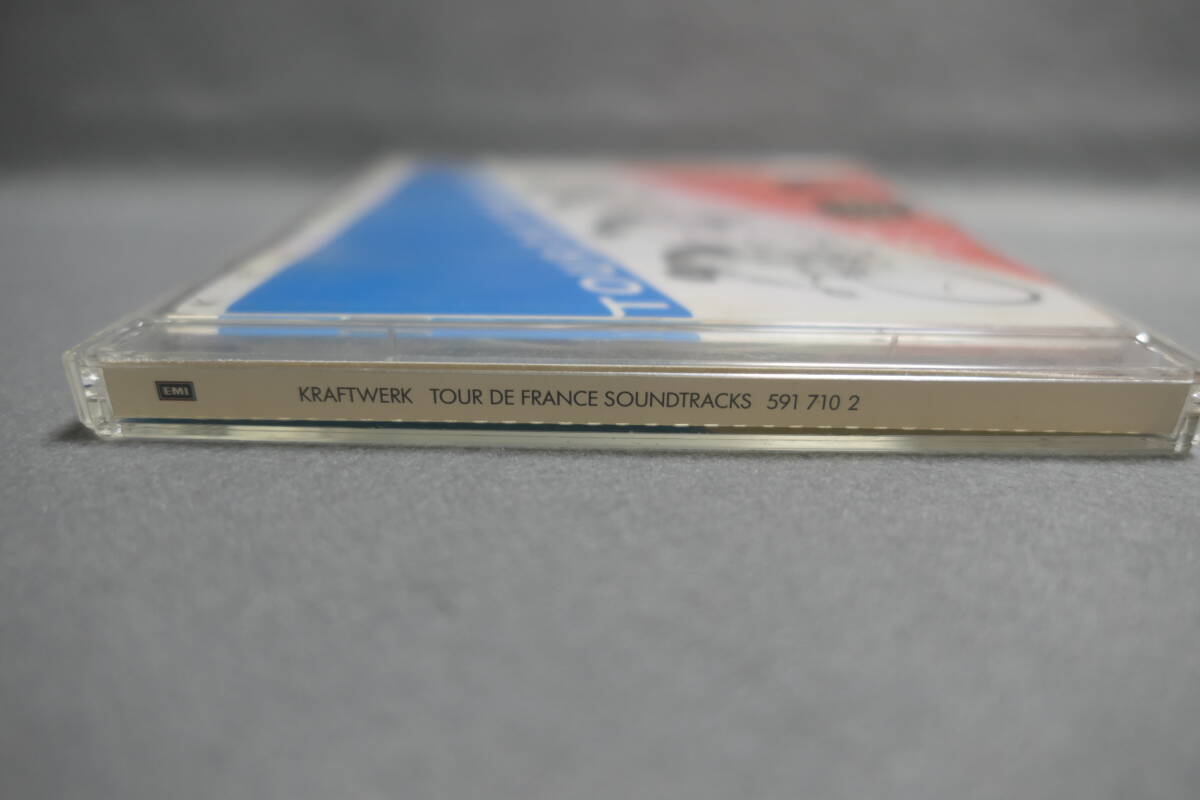 EMI KRAFTWERK TOUR DE FRANCE SOUNDTRACKS 591 710 2